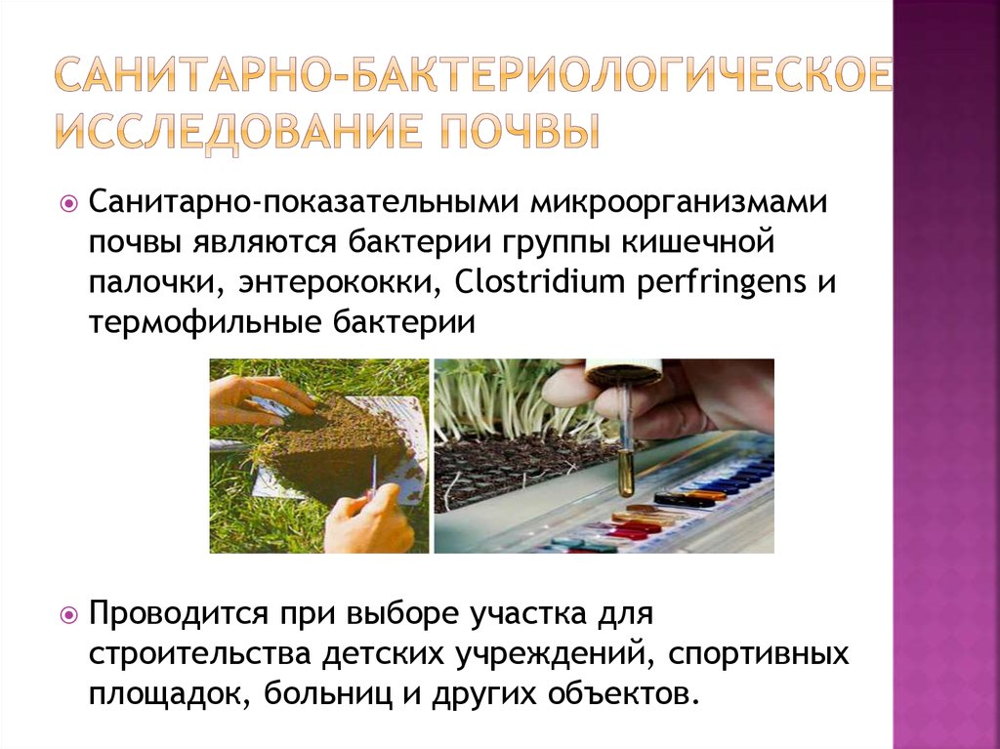 САНИТАРНО-БАКТЕРИОЛОГИЧЕСКОЕ
ИССЛЕДОВАНИЕ ПОЧВЫ
Санитарно-показательными микроорганизмами
почвы являются бактерии группы кишечной
палочки, энтерококки, Clostridium perfringens и
термофильные бактерии
Проводится при выборе участка для
строительства детских учреждений, спортивных
площадок, больниц и других объектов.